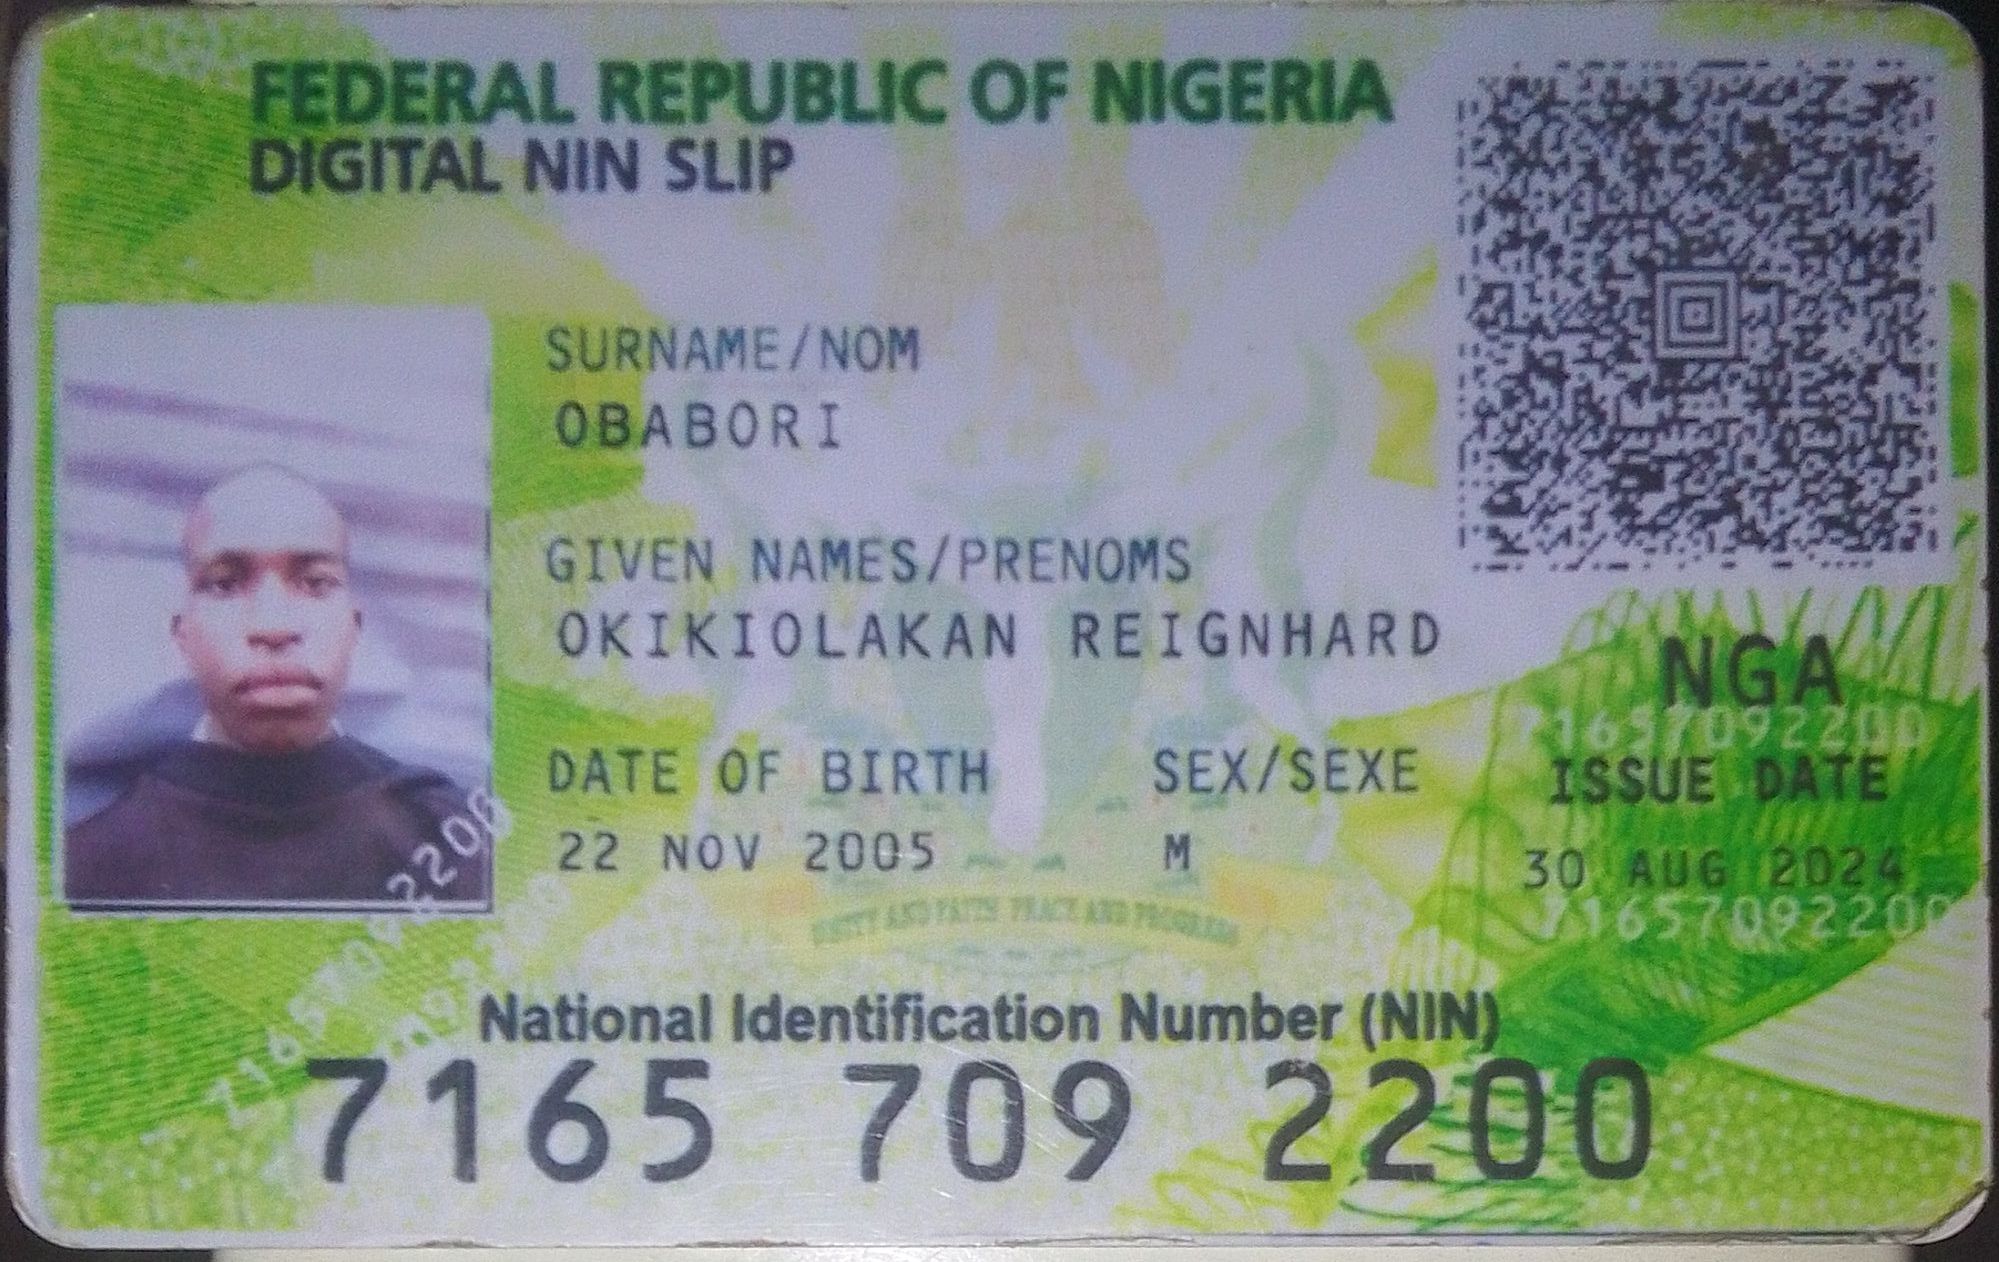 FEDERAL REPUBLIC OF NIGERIA
DIGITAL NIN SLIP
SURNAME/NOM
OBABORI
GIVEN NAMES/PRENOMS
OKIKIOLAKAN REIGNHARD
DATE OF BIRTH SEX/SEXE
22 NOV 2005 M
NGA
71657092200
ISSUE DATE
30 AUG 2024
71657092200
UNITY AND FAITH PEACE AND PROGRESS
71657092200
National Identification Number (NIN)
7165 709 2200